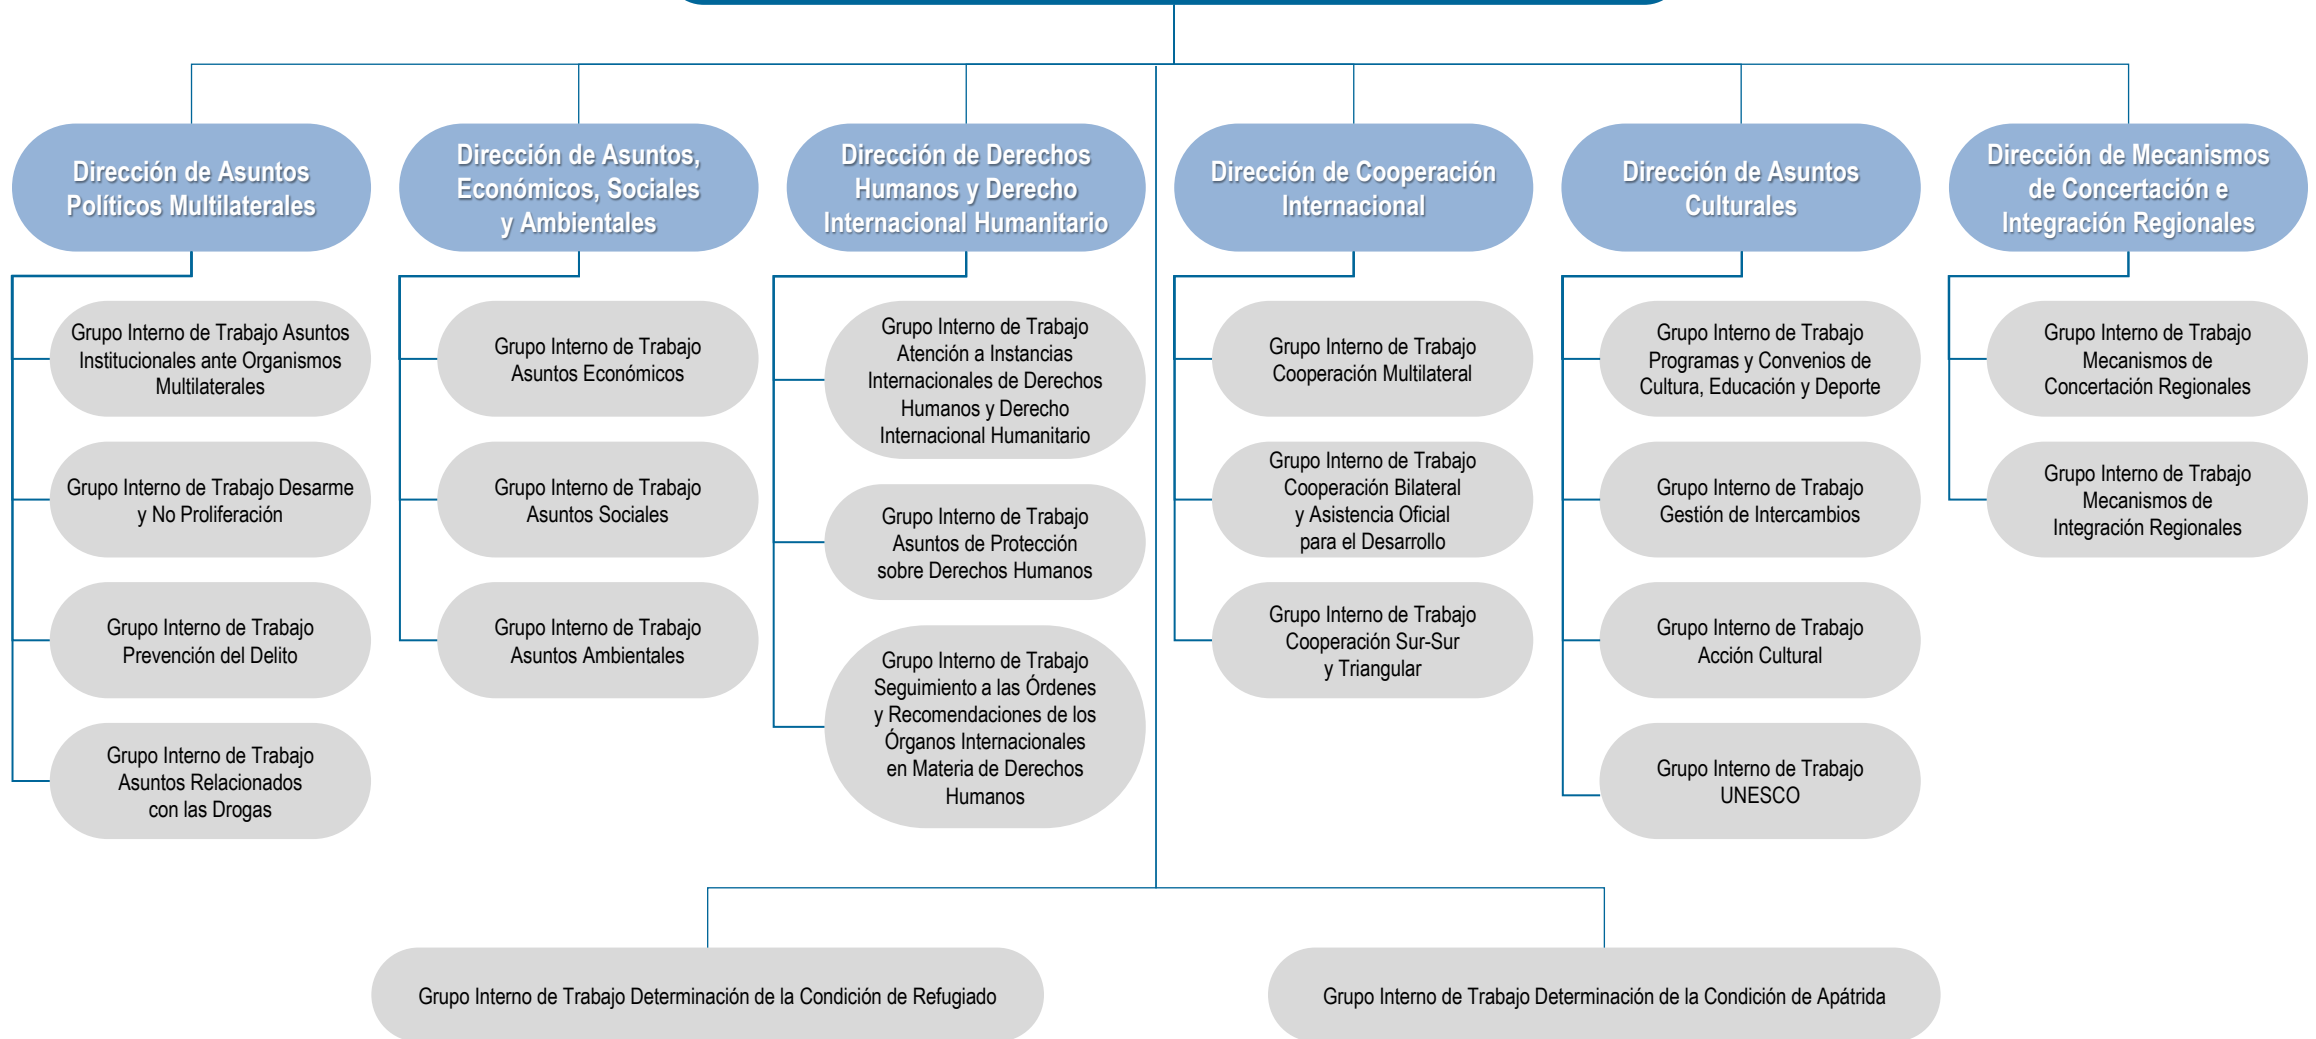 Dirección de Asuntos
Políticos Multilaterales
Dirección de Asuntos,
Económicos, Sociales
y Ambientales
Dirección de Derechos
Humanos y Derecho
Internacional Humanitario
Dirección de Cooperación
Internacional
Dirección de Asuntos
Culturales
Dirección de Mecanismos
de Concertación e
Integración Regionales
Grupo Interno de Trabajo Asuntos
Institucionales ante Organismos
Multilaterales
Grupo Interno de Trabajo Desarme
y No Proliferación
Grupo Interno de Trabajo
Prevención del Delito
Grupo Interno de Trabajo
Asuntos Relacionados
con las Drogas
Grupo Interno de Trabajo
Asuntos Económicos
Grupo Interno de Trabajo
Asuntos Sociales
Grupo Interno de Trabajo
Asuntos Ambientales
Grupo Interno de Trabajo
Atención a Instancias
Internacionales de Derechos
Humanos y Derecho
Internacional Humanitario
Grupo Interno de Trabajo
Asuntos de Protección
sobre Derechos Humanos
Grupo Interno de Trabajo
Seguimiento a las Órdenes
y Recomendaciones de los
Órganos Internacionales
en Materia de Derechos
Humanos
Grupo Interno de Trabajo
Cooperación Multilateral
Grupo Interno de Trabajo
Cooperación Bilateral
y Asistencia Oficial
para el Desarrollo
Grupo Interno de Trabajo
Cooperación Sur-Sur
y Triangular
Grupo Interno de Trabajo
Programas y Convenios de
Cultura, Educación y Deporte
Grupo Interno de Trabajo
Gestión de Intercambios
Grupo Interno de Trabajo
Acción Cultural
Grupo Interno de Trabajo
UNESCO
Grupo Interno de Trabajo
Mecanismos de
Concertación Regionales
Grupo Interno de Trabajo
Mecanismos de
Integración Regionales
Grupo Interno de Trabajo Determinación de la Condición de Refugiado
Grupo Interno de Trabajo Determinación de la Condición de Apátrida